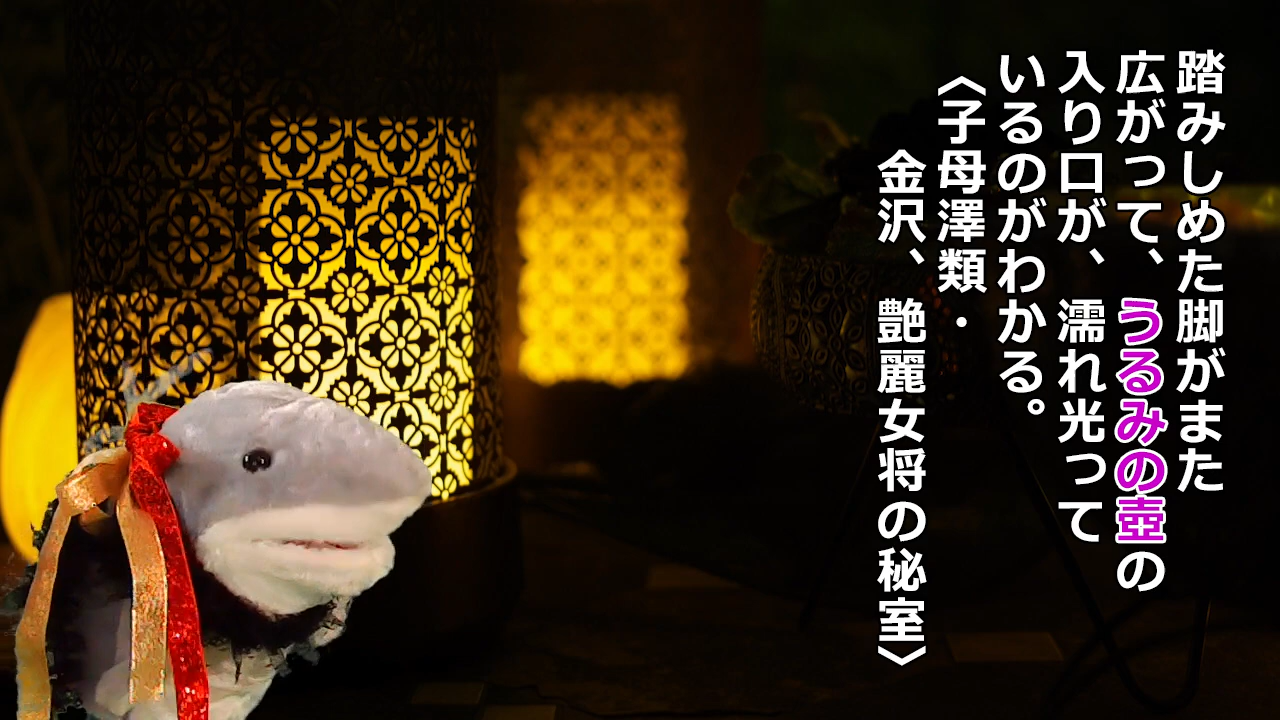 踏みしめた脚がまた
広がって、うるみの壺の
入り口が、濡れ光って
いるのがわかる。
〈子母澤類・
金沢、艶麗女将の秘室〉